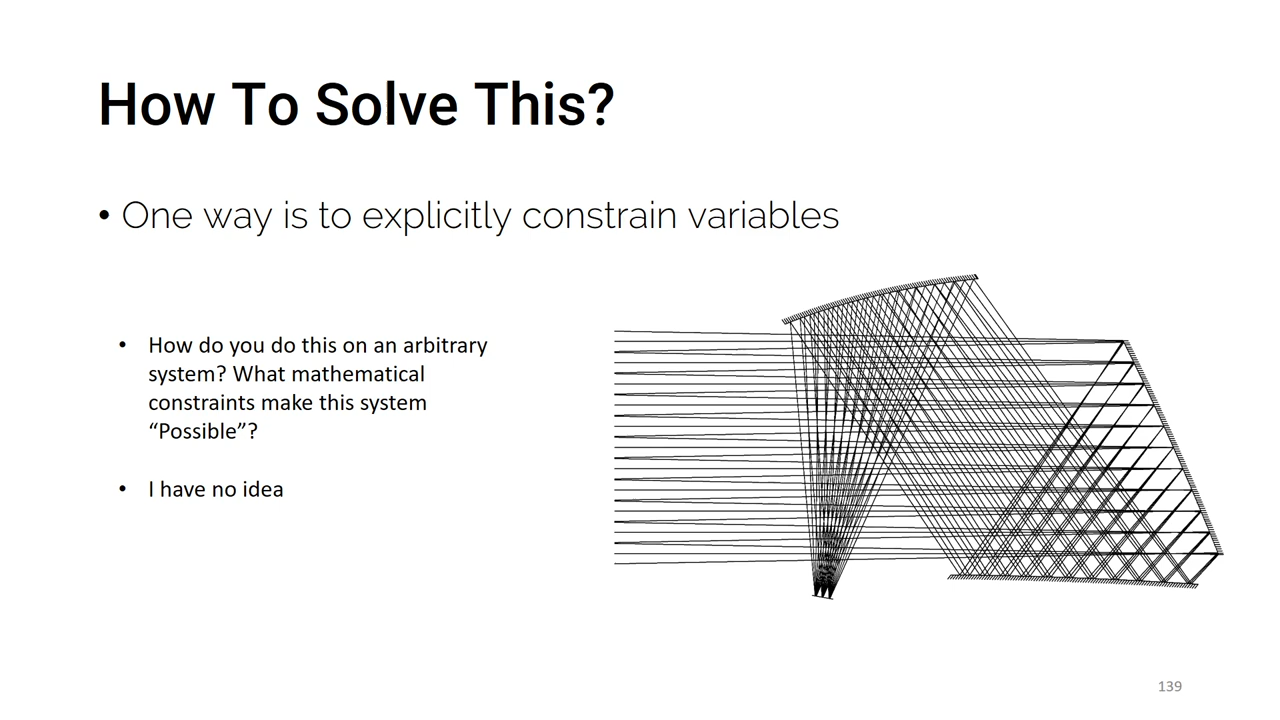 How To Solve This?
• One way is to explicitly constrain variables
• How do you do this on an arbitrary
system? What mathematical
constraints make this system
“Possible”?
• I have no idea
139